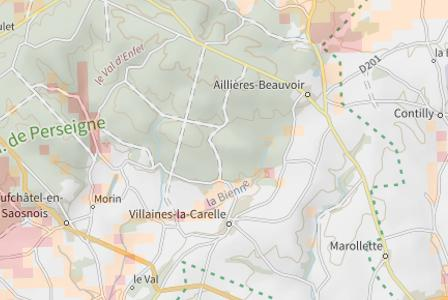 ulet
le Val d'Enfer
D201
la
Aillières-Beauvoir
Contilly
de Perseigne
la Bienne
ufchâtel-en-
Saosnois
Morin
Villaines-la-Carelle
Marollette
le Val